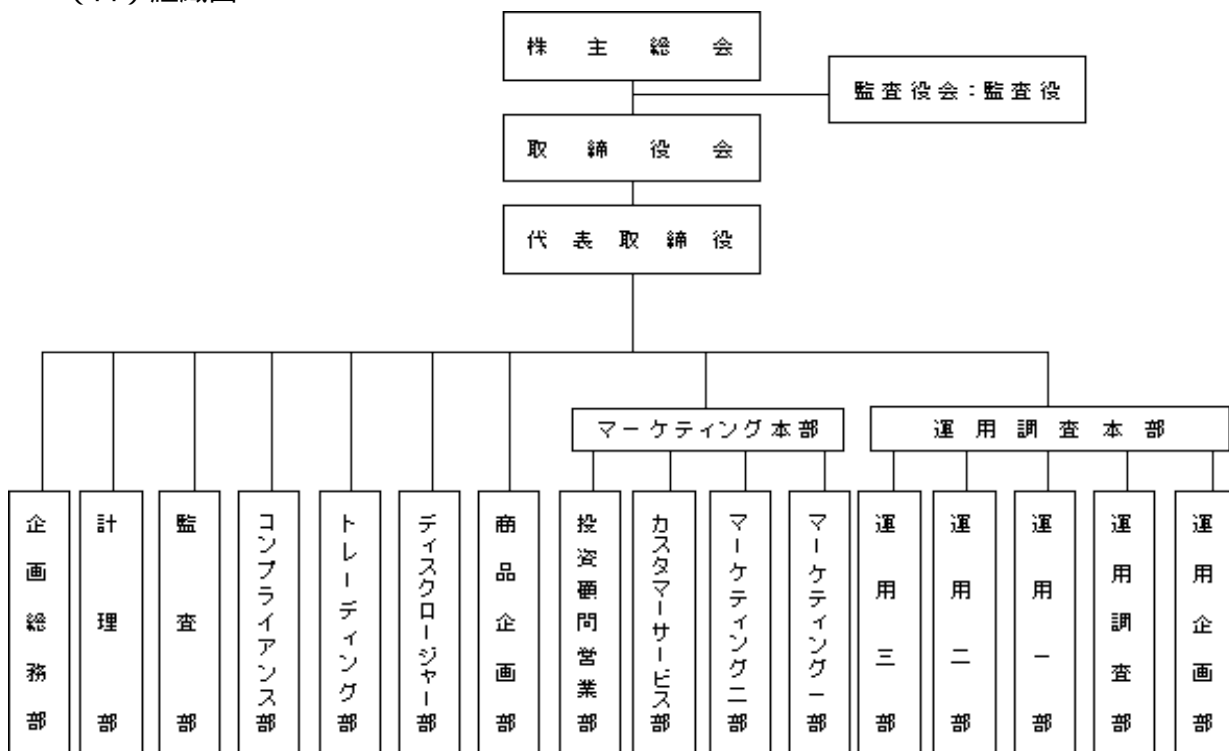 組織図
株主総会
監査役会：監査役
取締役会
代表取締役
マーケティング本部
運用調査本部
企画総務部
計理部
監査部
コンプライアンス部
トレーディング部
ディスクロージャー部
商品企画部
投資顧問営業部
カスタマーサービス部
マーケティング二部
マーケティング一部
運用三部
運用二部
運用一部
運用調査部
運用企画部